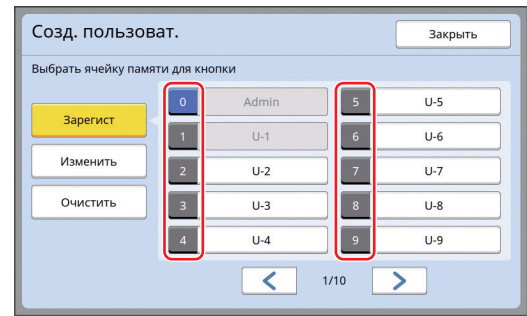 Созд. пользоват.
Закрыть
Выбрать ячейку памяти для кнопки
Зарегист
Изменить
Очистить
0 Admin 5 U-5
1 U-1 6 U-6
2 U-2 7 U-7
3 U-3 8 U-8
4 U-4 9 U-9
1/10